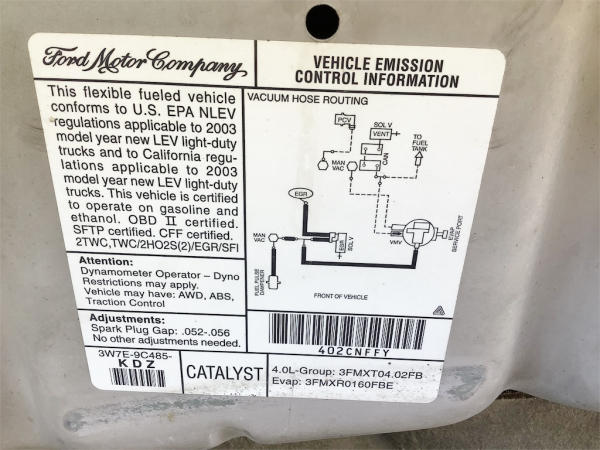 Ford Motor Company
VEHICLE EMISSION
CONTROL INFORMATION
This flexible fueled vehicle
conforms to U.S. EPA NLEV
regulations applicable to 2003
model year new LEV light-duty
trucks and to California regu-
lations applicable to 2003
model year new LEV light-duty
trucks. This vehicle is certified
to operate on gasoline and
ethanol. OBD II certified.
SFTP certified. CFF certified.
2TWC,TWC/2HO2S(2)/EGR/SFI
Attention:
Dynamometer Operator – Dyno
Restrictions may apply.
Vehicle may have: AWD, ABS,
Traction Control
Adjustments:
Spark Plug Gap: .052-.056
No other adjustments needed.
3W7E-9C485-
KDZ
VACUUM HOSE ROUTING
PCV
SOL V
VENT
TO
FUEL
TANK
MAN
VAC
CAN
EGR
MAN
VAC
EGR
SOL V
VMV
EVAP
SERVICE PORT
FUEL PULSE
DAMPENER
FRONT OF VEHICLE
402CNFFY
CATALYST
4.0L-Group: 3FMXT04.02FB
Evap: 3FMXR0160FBE